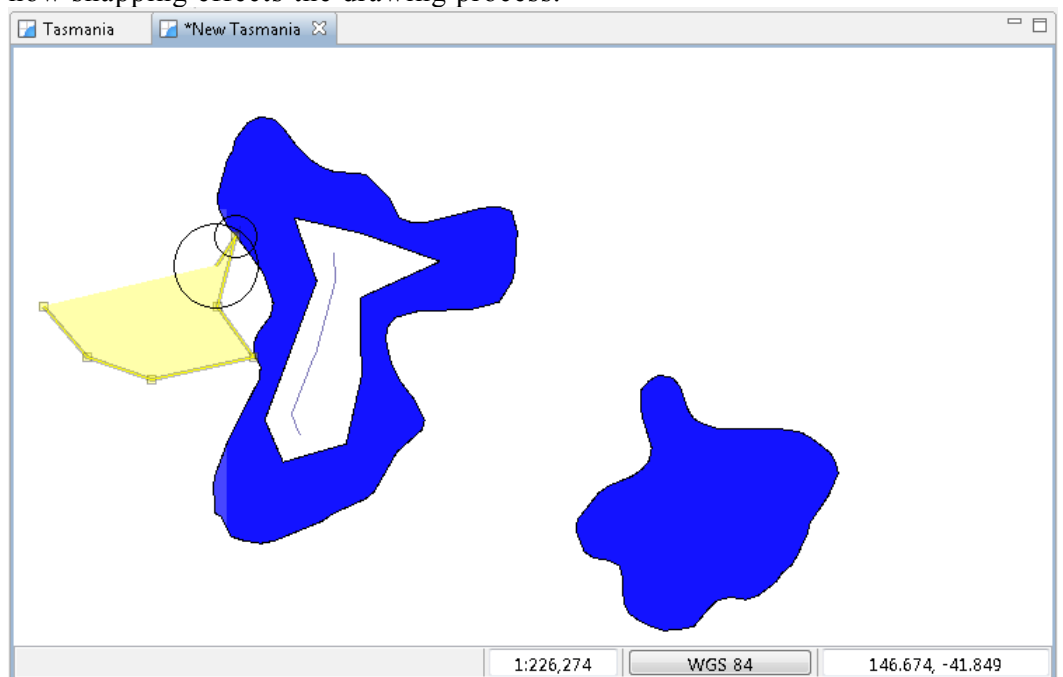 how snapping effects the drawing process.
Tasmania *New Tasmania
1:226,274 WGS 84 146.674, -41.849